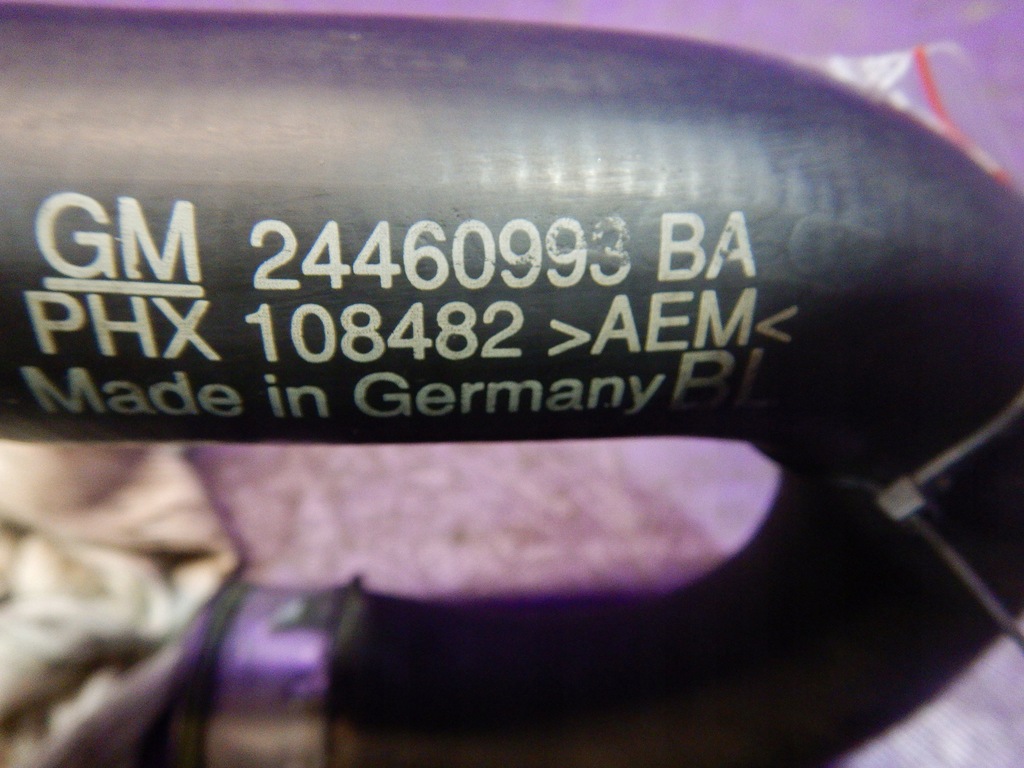 GM 24460993 BA
PHX 108482 >AEM<
Made in Germany BL